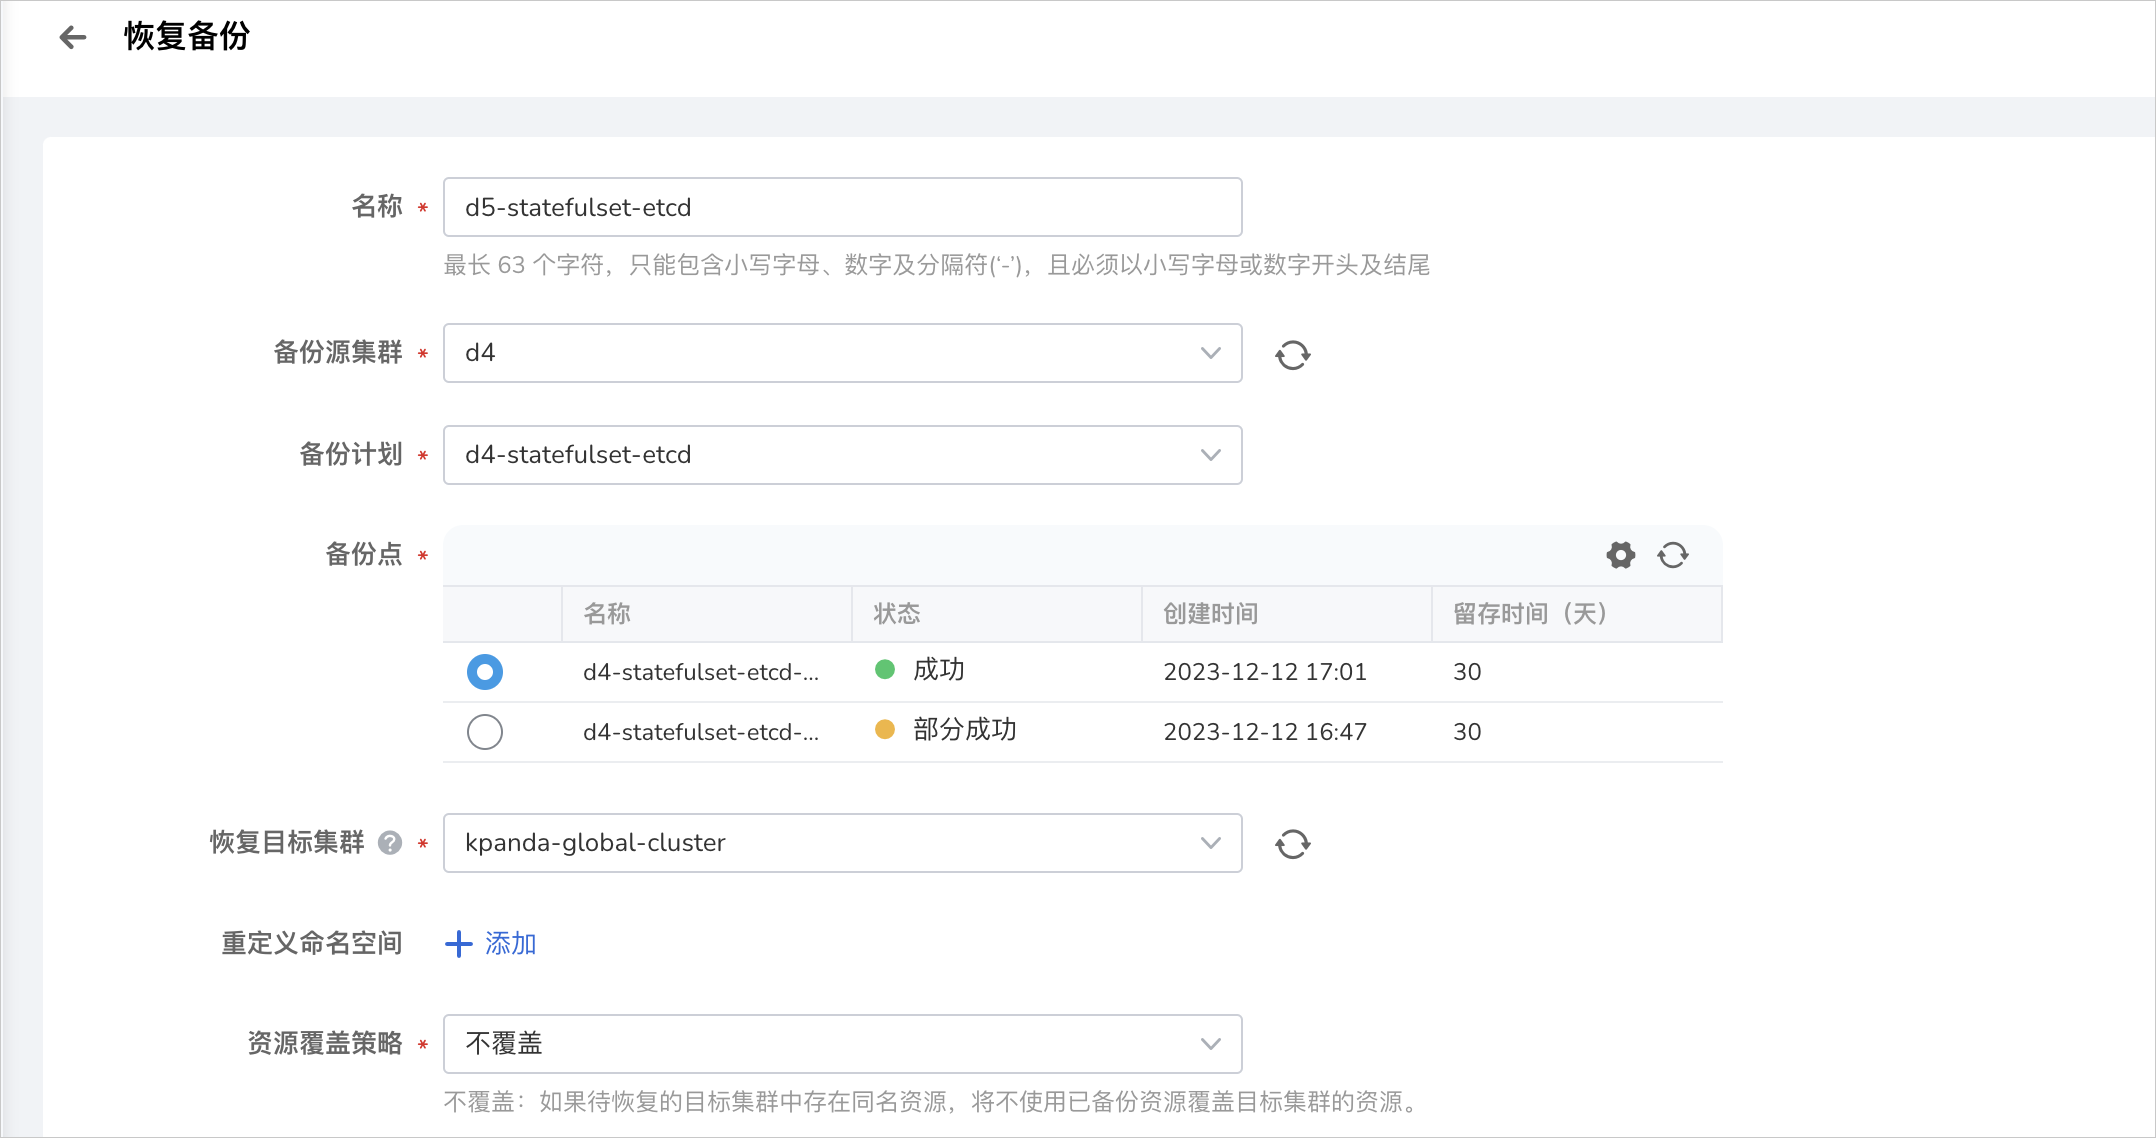 恢复备份
名称 * d5-statefulset-etcd
最长 63 个字符，只能包含小写字母、数字及分隔符(‘-’)，且必须以小写字母或数字开头及结尾
备份源集群 * d4
备份计划 * d4-statefulset-etcd
备份点 *
名称 状态 创建时间 留存时间（天）
d4-statefulset-etcd-... 成功 2023-12-12 17:01 30
d4-statefulset-etcd-... 部分成功 2023-12-12 16:47 30
恢复目标集群 ? * kpanda-global-cluster
重定义命名空间 + 添加
资源覆盖策略 * 不覆盖
不覆盖：如果待恢复的目标集群中存在同名资源，将不使用已备份资源覆盖目标集群的资源。